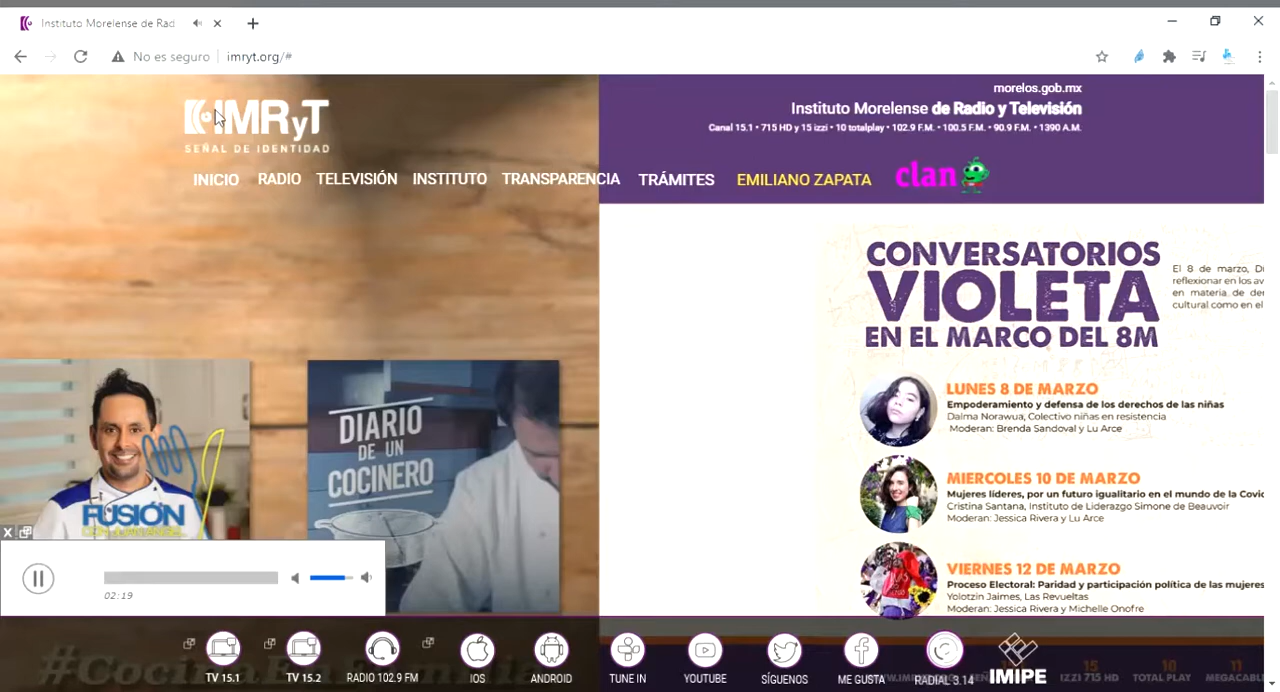 Instituto Morelense de Rad
No es seguro
imryt.org/#
IMRyT
SEÑAL DE IDENTIDAD
morelos.gob.mx
Instituto Morelense de Radio y Televisión
Canal 15.1 • 715 HD y 15 izzi • 10 totalplay • 102.9 F.M. • 100.5 F.M. • 90.9 F.M. • 1390 A.M.
INICIO RADIO TELEVISIÓN INSTITUTO TRANSPARENCIA TRÁMITES EMILIANO ZAPATA clan
CONVERSATORIOS
VIOLETA
EN EL MARCO DEL 8M
El 8 de marzo,
reflexionar en los
en materia de
cultural como en el
LUNES 8 DE MARZO
Empoderamiento y defensa de los derechos de las niñas
Dalma Norawua, Colectivo niñas en resistencia
Moderan: Brenda Sandoval y Lu Arce
MIERCOLES 10 DE MARZO
Mujeres líderes, por un futuro igualitario en el mundo de la Covid
Cristina Santana, Instituto de Liderazgo Simone de Beauvoir
Moderan: Jessica Rivera y Lu Arce
VIERNES 12 DE MARZO
Proceso Electoral: Paridad y participación política de las mujeres
Yolotzin Jaimes, Las Revueltas
Moderan: Jessica Rivera y Michelle Onofre
FUSIÓN
DIARIO
DE UN
COCINERO
X
02:19
TV 15.1 TV 15.2 RADIO 102.9 FM IOS ANDROID TUNE IN YOUTUBE SÍGUENOS ME GUSTA RADIAL 3.14 IMIPE
15 10 11
IZZI 715 HD TOTAL PLAY MEGACABL